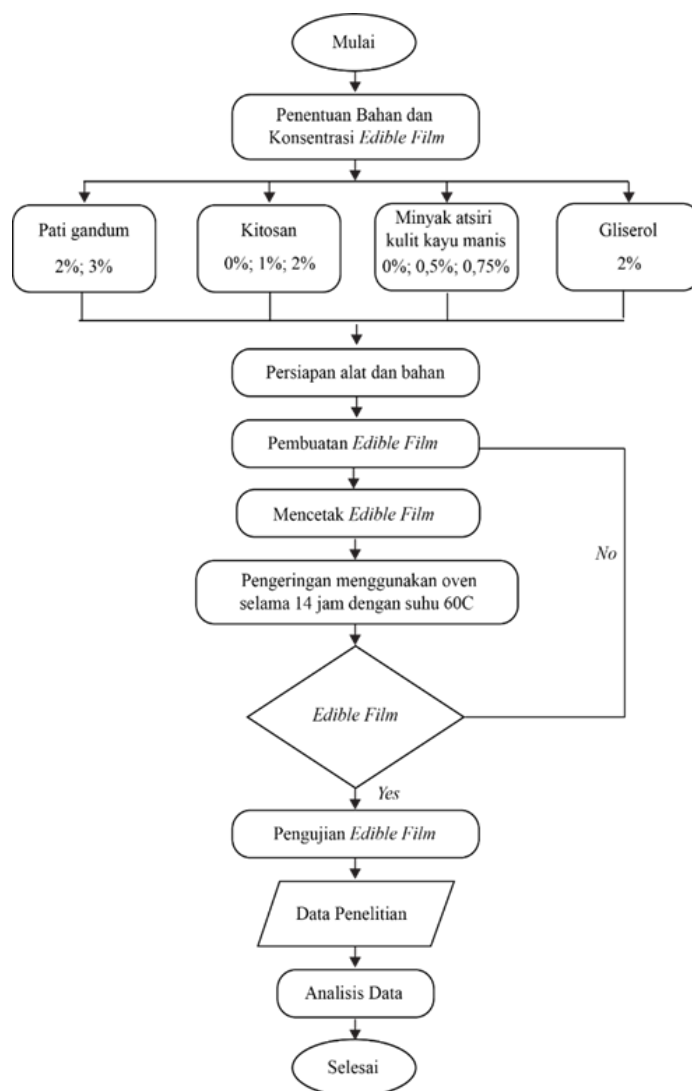 Mulai
Penentuan Bahan dan
Konsentrasi Edible Film
Pati gandum
2%; 3%
Kitosan
0%; 1%; 2%
Minyak atsiri
kulit kayu manis
0%; 0,5%; 0,75%
Gliserol
2%
Persiapan alat dan bahan
Pembuatan Edible Film
Mencetak Edible Film
No
Pengeringan menggunakan oven
selama 14 jam dengan suhu 60C
Edible Film
Yes
Pengujian Edible Film
Data Penelitian
Analisis Data
Selesai